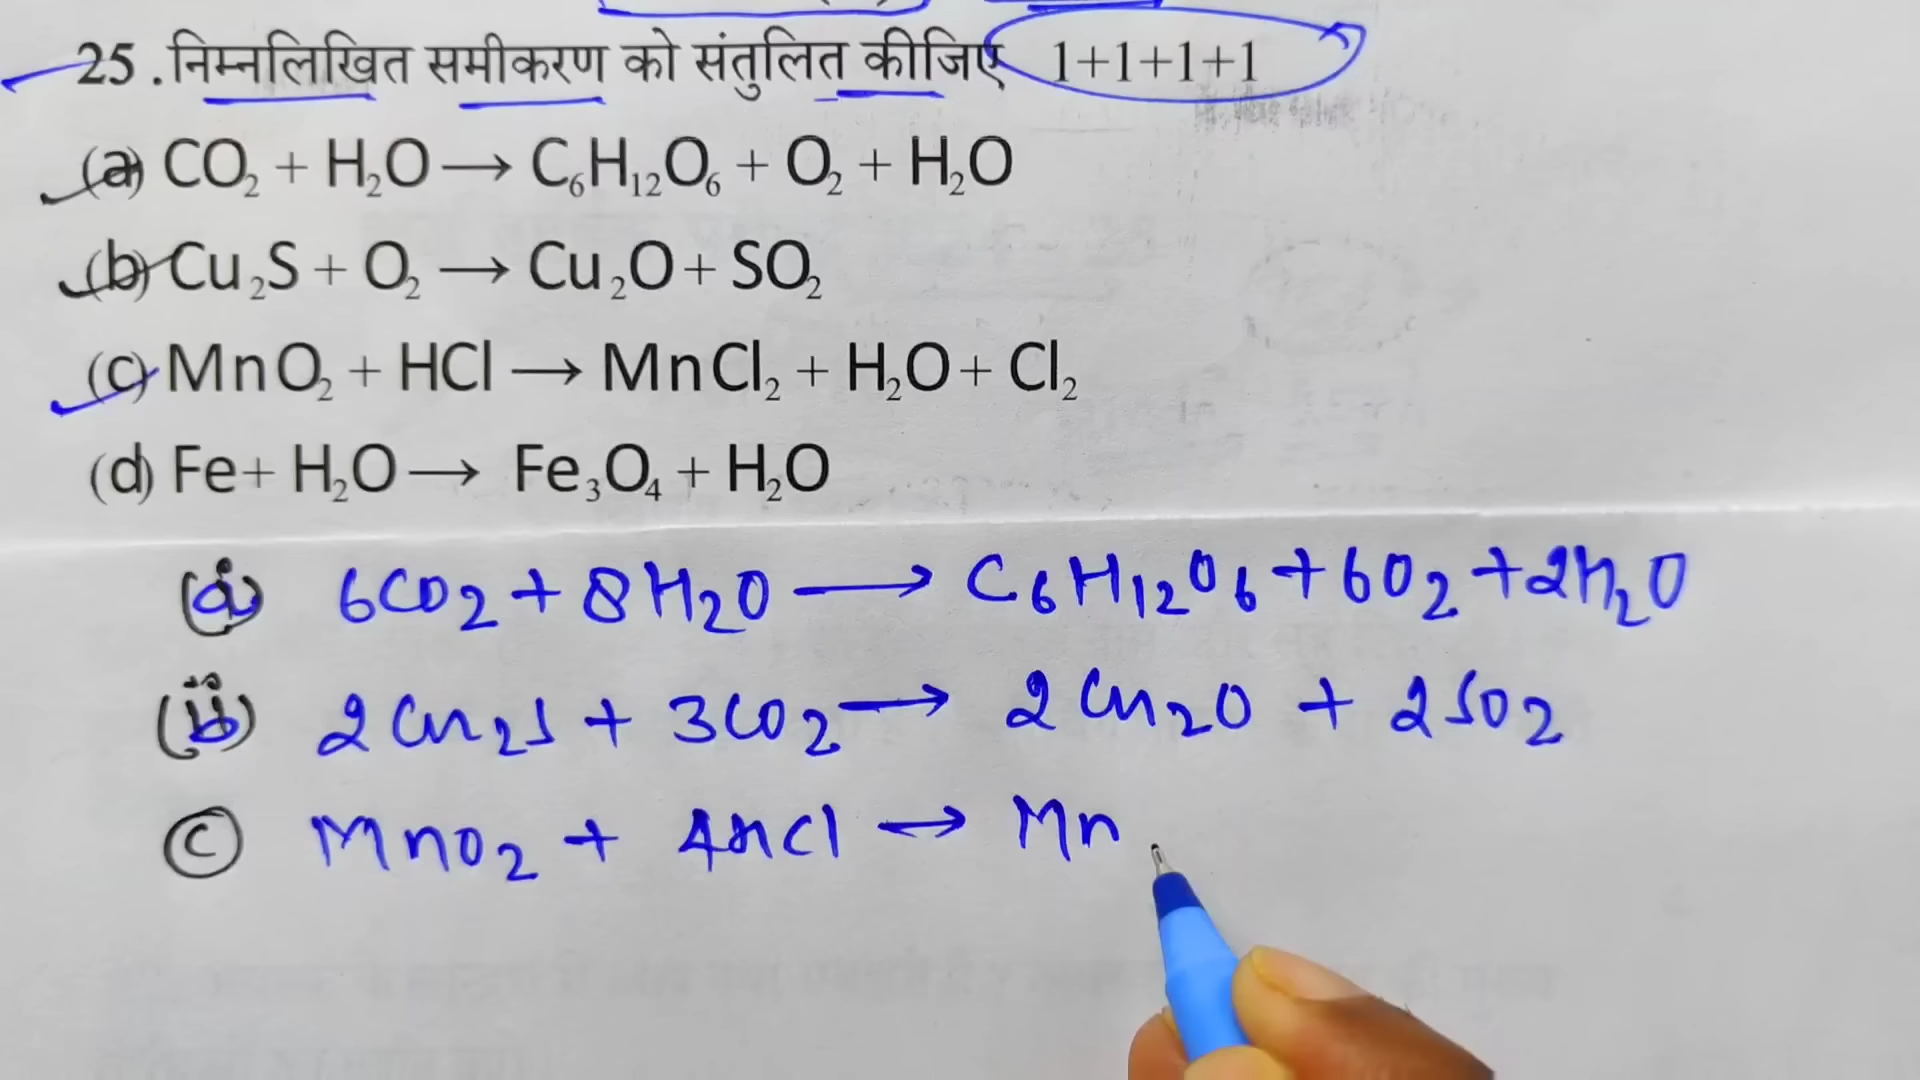 25. निम्नलिखित समीकरण को संतुलित कीजिए 1+1+1+1
(a) CO₂ + H₂O → C₆H₁₂O₆ + O₂ + H₂O
(b) Cu₂S + O₂ → Cu₂O + SO₂
(c) MnO₂ + HCl → MnCl₂ + H₂O + Cl₂
(d) Fe + H₂O → Fe₃O₄ + H₂O
(a) 6CO₂ + 8H₂O → C₆H₁₂O₆ + 6O₂ + 2H₂O
(b) 2Cu₂S + 3CO₂ → 2Cu₂O + 2SO₂
(c) MnO₂ + 4HCl → Mn